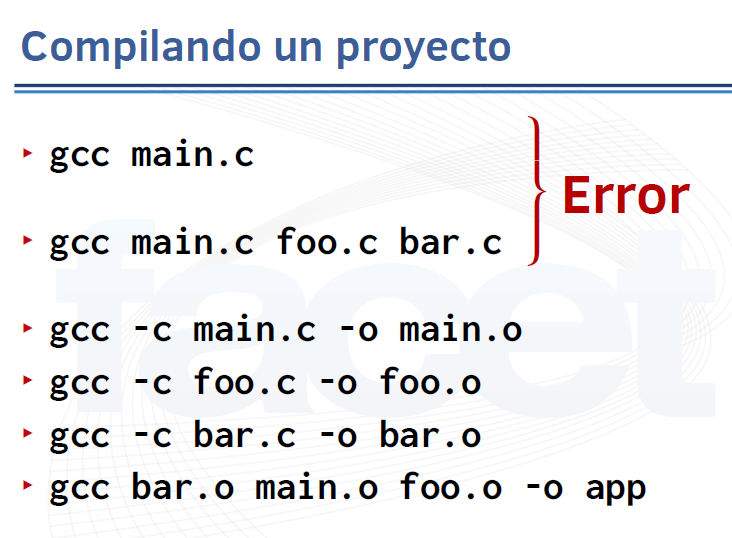 Compilando un proyecto
‣ gcc main.c
‣ gcc main.c foo.c bar.c
Error
‣ gcc -c main.c -o main.o
‣ gcc -c foo.c -o foo.o
‣ gcc -c bar.c -o bar.o
‣ gcc bar.o main.o foo.o -o app
facet